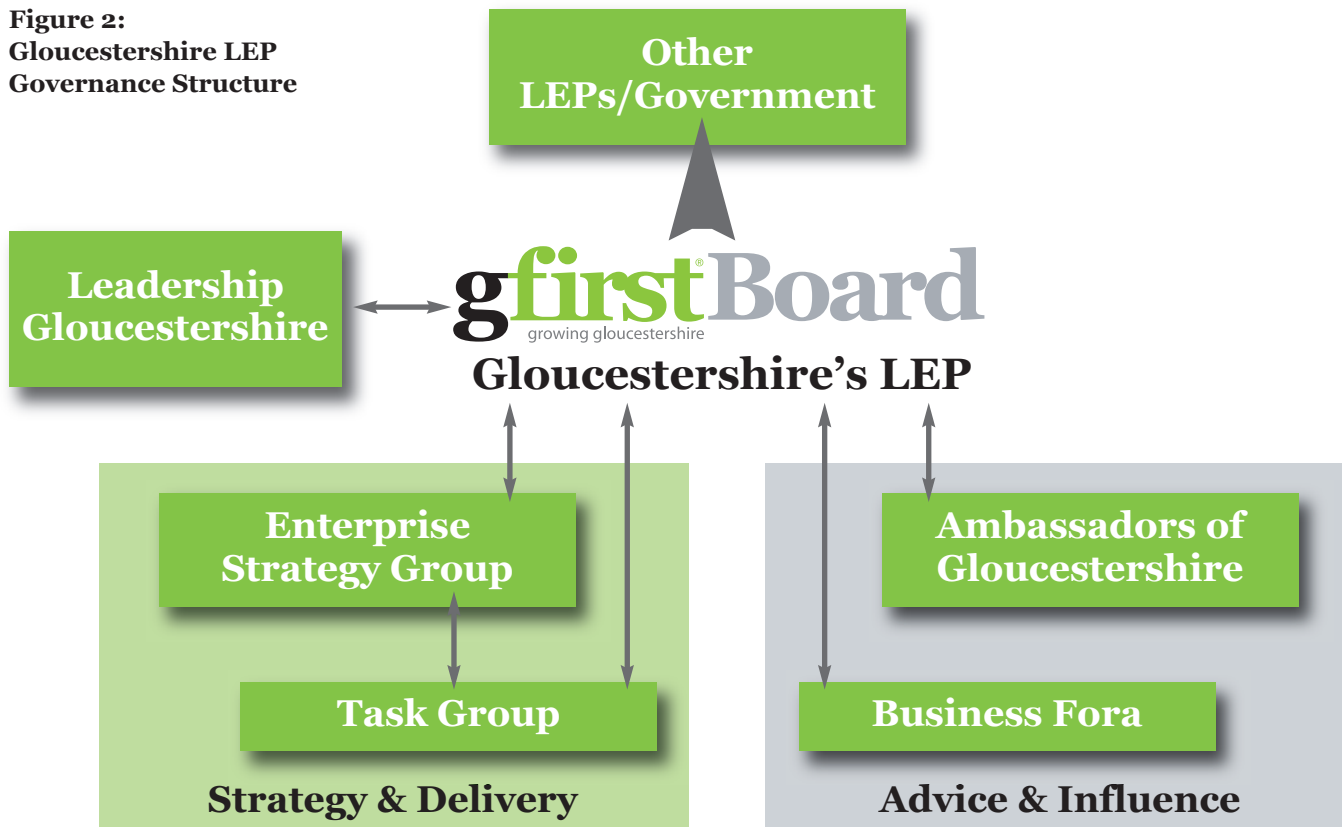 Figure 2:
Gloucestershire LEP
Governance Structure
Other
LEPs/Government
Leadership
Gloucestershire
gfirst® Board
growing gloucestershire
Gloucestershire’s LEP
Enterprise
Strategy Group
Task Group
Strategy & Delivery
Ambassadors of
Gloucestershire
Business Fora
Advice & Influence